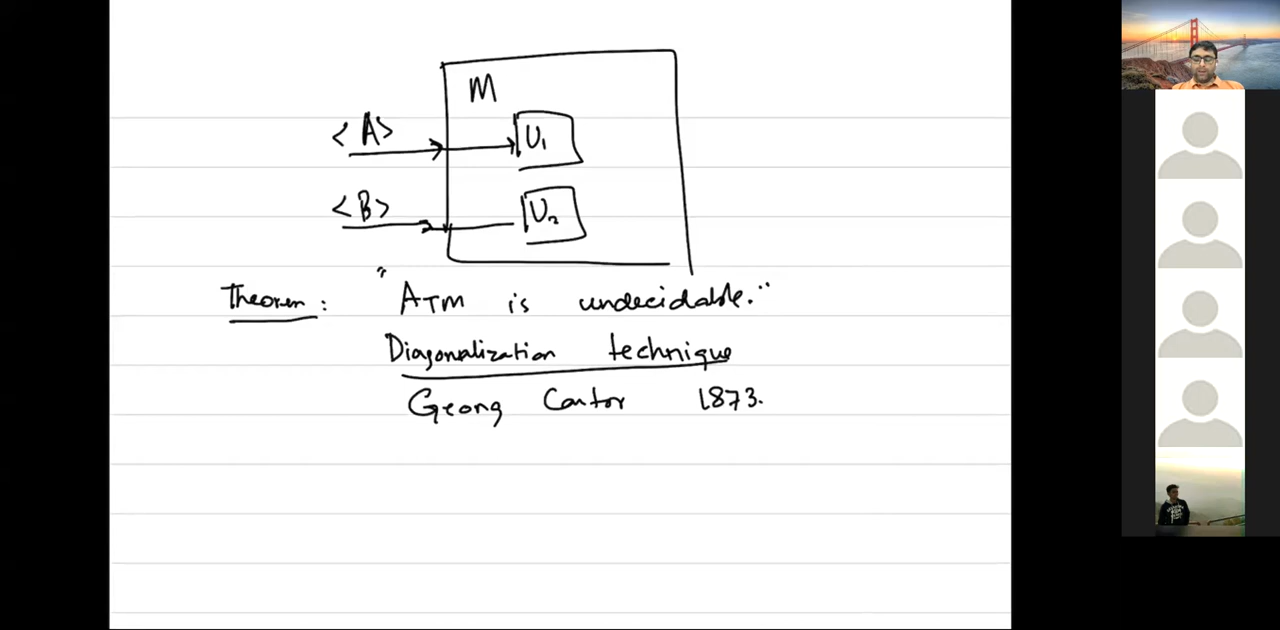 M
<A>
U₁
<B>
U₂
Theorem: "ATM is undecidable."
Diagonalization technique
Georg Cantor 1873.